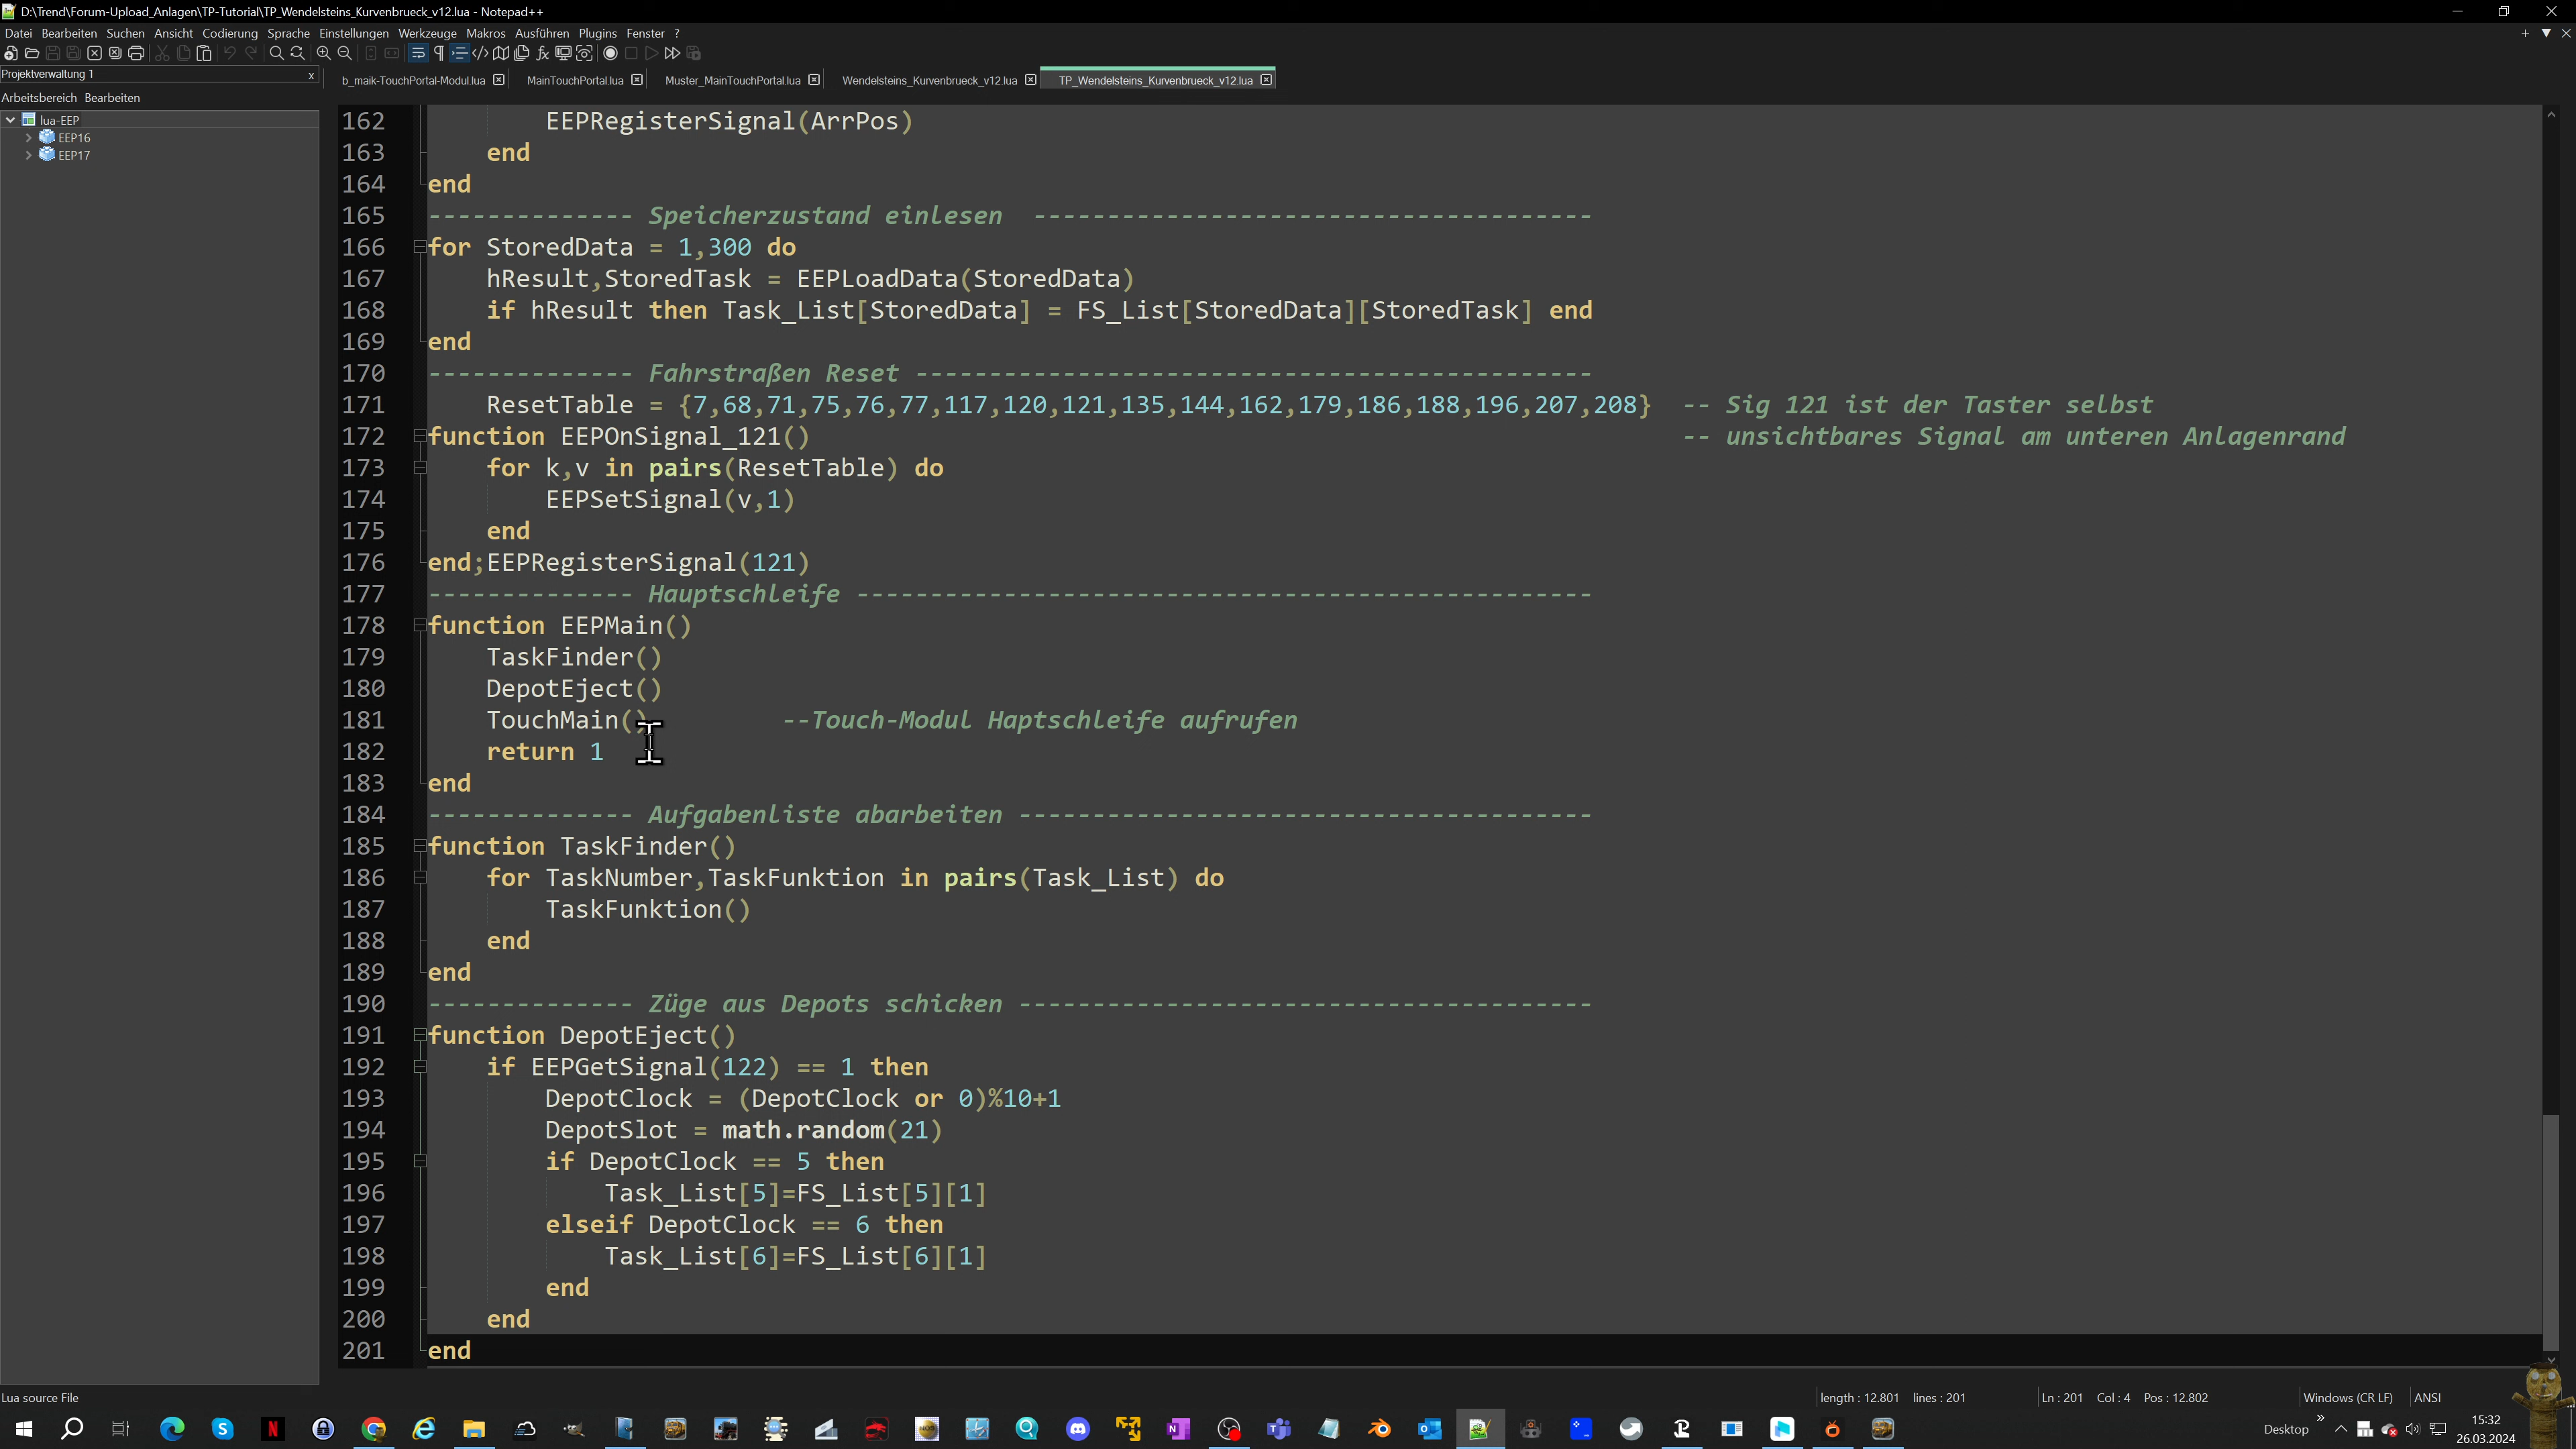 D:\Trend\Forum-Upload_Anlagen\TP-Tutorial\TP_Wendelsteins_Kurvenbrueck_v12.lua - Notepad++
Datei Bearbeiten Suchen Ansicht Codierung Sprache Einstellungen Werkzeuge Makros Ausführen Plugins Fenster ?
Projektverwaltung 1 x
b_maik-TouchPortal-Modul.lua MainTouchPortal.lua Muster_MainTouchPortal.lua Wendelsteins_Kurvenbrueck_v12.lua TP_Wendelsteins_Kurvenbrueck_v12.lua
Arbeitsbereich Bearbeiten
lua-EEP
EEP16
EEP17
162 EEPRegisterSignal(ArrPos)
163 end
164 end
165 -------------- Speicherzustand einlesen --------------------------------------
166 for StoredData = 1,300 do
167 hResult,StoredTask = EEPLoadData(StoredData)
168 if hResult then Task_List[StoredData] = FS_List[StoredData][StoredTask] end
169 end
170 -------------- Fahrstraßen Reset ----------------------------------------------
171 ResetTable = {7,68,71,75,76,77,117,120,121,135,144,162,179,186,188,196,207,208} -- Sig 121 ist der Taster selbst
172 function EEPOnSignal_121() -- unsichtbares Signal am unteren Anlagenrand
173 for k,v in pairs(ResetTable) do
174 EEPSetSignal(v,1)
175 end
176 end;EEPRegisterSignal(121)
177 -------------- Hauptschleife --------------------------------------------------
178 function EEPMain()
179 TaskFinder()
180 DepotEject()
181 TouchMain() --Touch-Modul Haptschleife aufrufen
182 return 1
183 end
184 -------------- Aufgabenliste abarbeiten ---------------------------------------
185 function TaskFinder()
186 for TaskNumber,TaskFunktion in pairs(Task_List) do
187 TaskFunktion()
188 end
189 end
190 -------------- Züge aus Depots schicken ---------------------------------------
191 function DepotEject()
192 if EEPGetSignal(122) == 1 then
193 DepotClock = (DepotClock or 0)%10+1
194 DepotSlot = math.random(21)
195 if DepotClock == 5 then
196 Task_List[5]=FS_List[5][1]
197 elseif DepotClock == 6 then
198 Task_List[6]=FS_List[6][1]
199 end
200 end
201 end
Lua source File length : 12.801 lines : 201 Ln : 201 Col : 4 Pos : 12.802 Windows (CR LF) ANSI
Desktop 15:32
26.03.2024